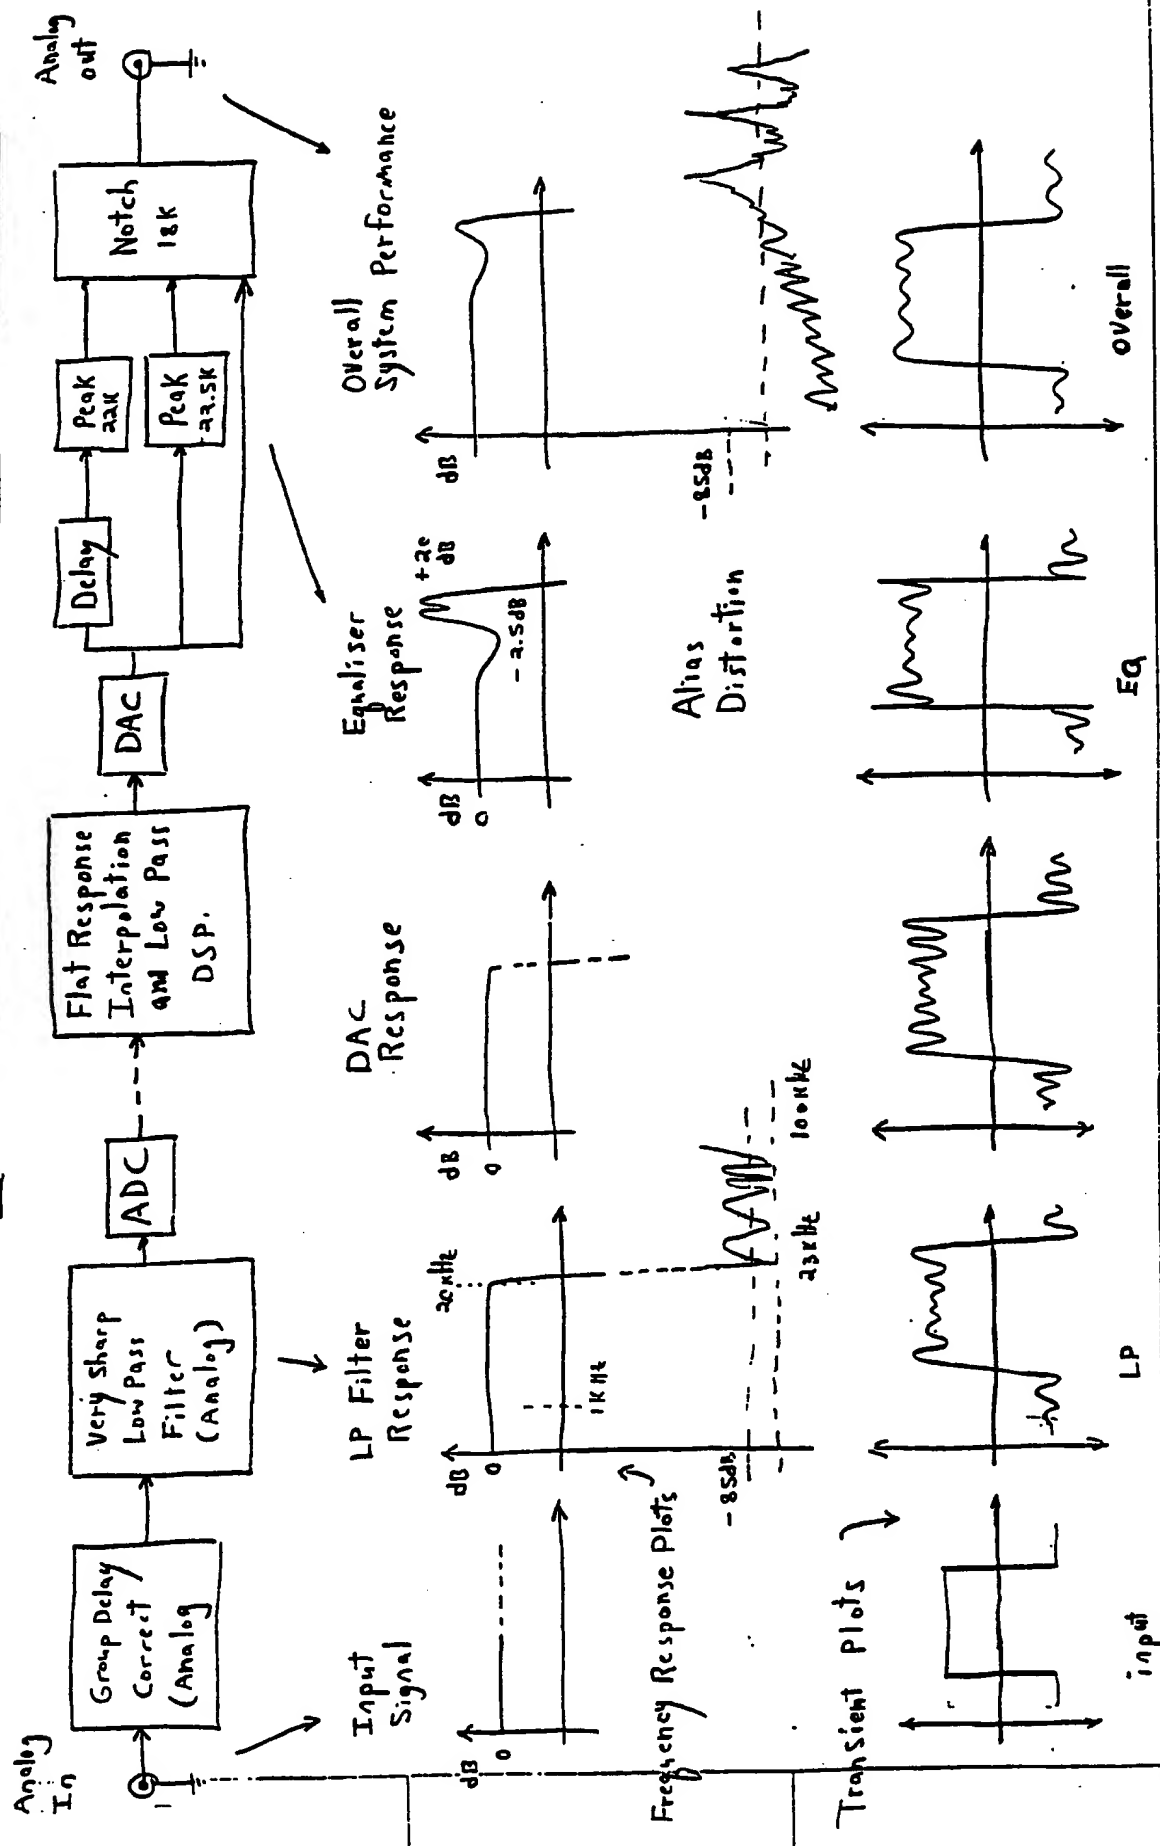 Analog
In
Group Delay
Correct
(Analog)
Very Sharp
Low Pass
Filter
(Analog)
ADC
Flat Response
Interpolation
and Low Pass
DSP.
DAC
Delay
Peak
22K
Peak
22.5K
Notch
18K
Analog
out
Input
Signal
LP Filter
Response
DAC
Response
Equaliser
Response
Overall
System Performance
dB
0
dB
0
20KHz
1KHz
-85dB
23KHz
100KHz
dB
0
dB
0
+20
dB
-2.5dB
dB
-85dB
Alias
Distortion
Frequency Response Plots
Transient Plots
input
LP
EQ
Overall